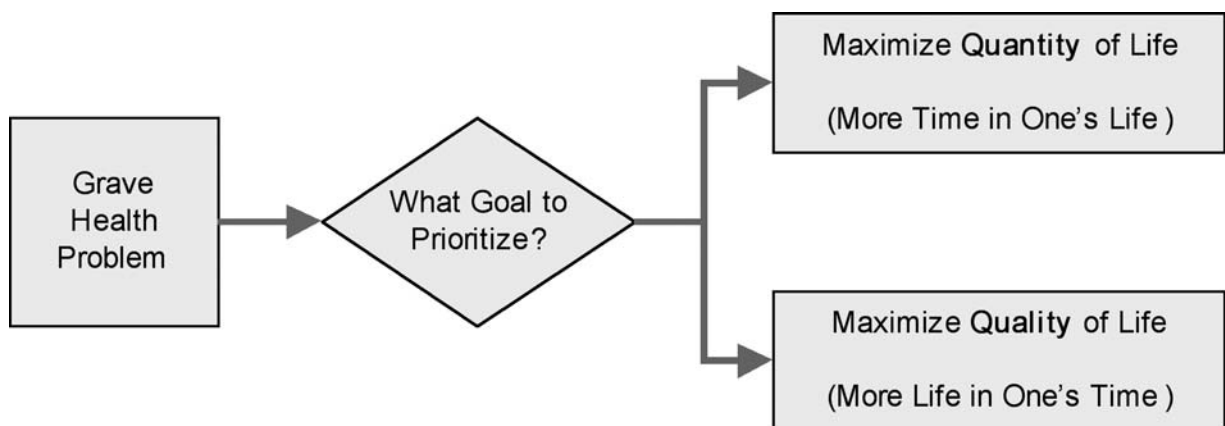 Grave
Health
Problem
What Goal to
Prioritize?
Maximize Quantity of Life
(More Time in One's Life )
Maximize Quality of Life
(More Life in One's Time )